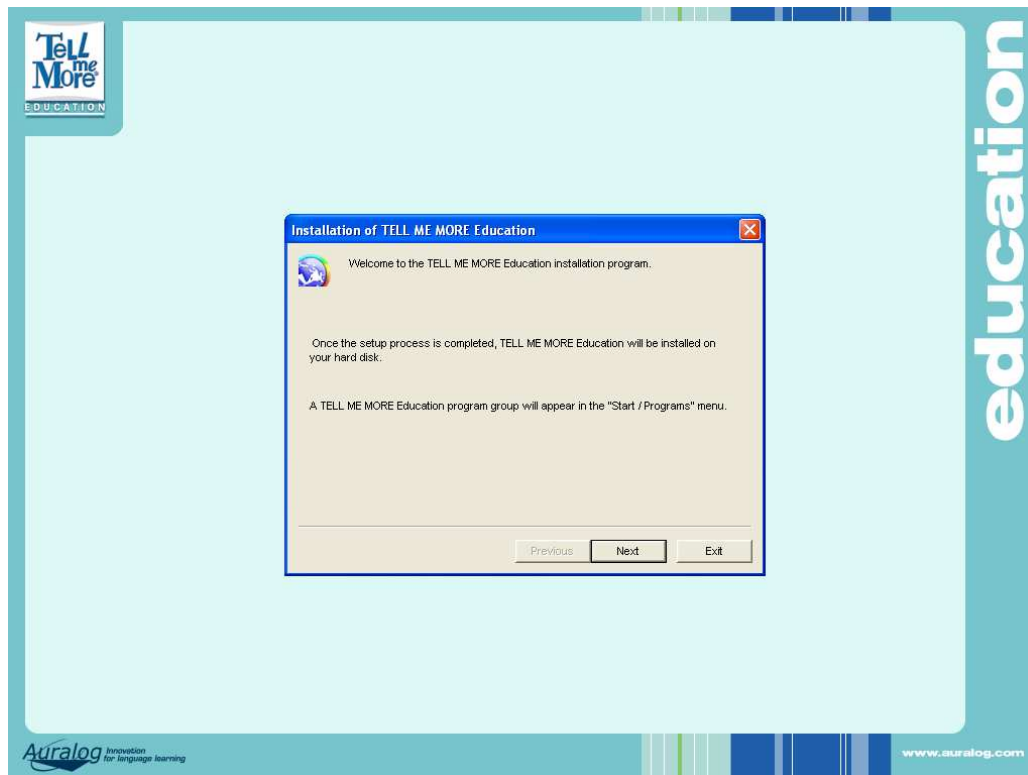 Tell
me
More®
EDUCATION
education
Installation of TELL ME MORE Education
Welcome to the TELL ME MORE Education installation program.
Once the setup process is completed, TELL ME MORE Education will be installed on
your hard disk.
A TELL ME MORE Education program group will appear in the "Start / Programs" menu.
Previous Next Exit
Auralog Innovation
for language learning
www.auralog.com